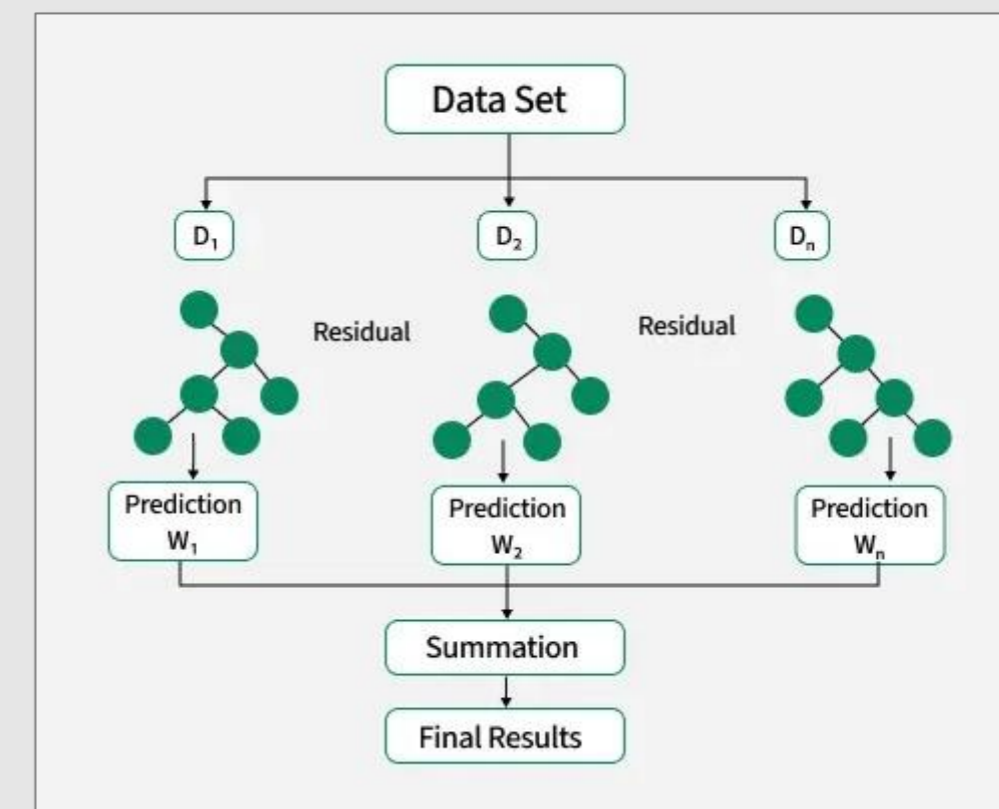 Data Set
D₁
D₂
Dₙ
Residual
Residual
Prediction
W₁
Prediction
W₂
Prediction
Wₙ
Summation
Final Results